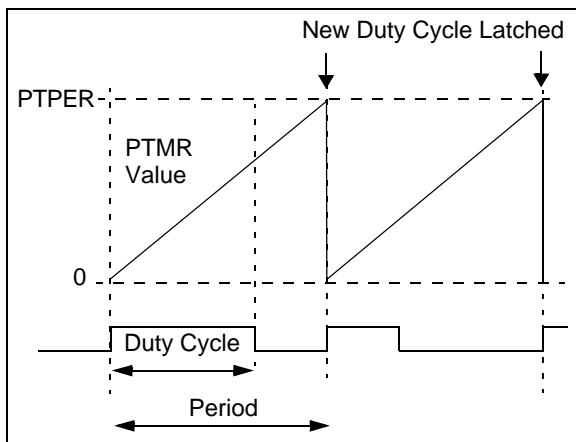 New Duty Cycle Latched
PTPER
PTMR
Value
0
Duty Cycle
Period